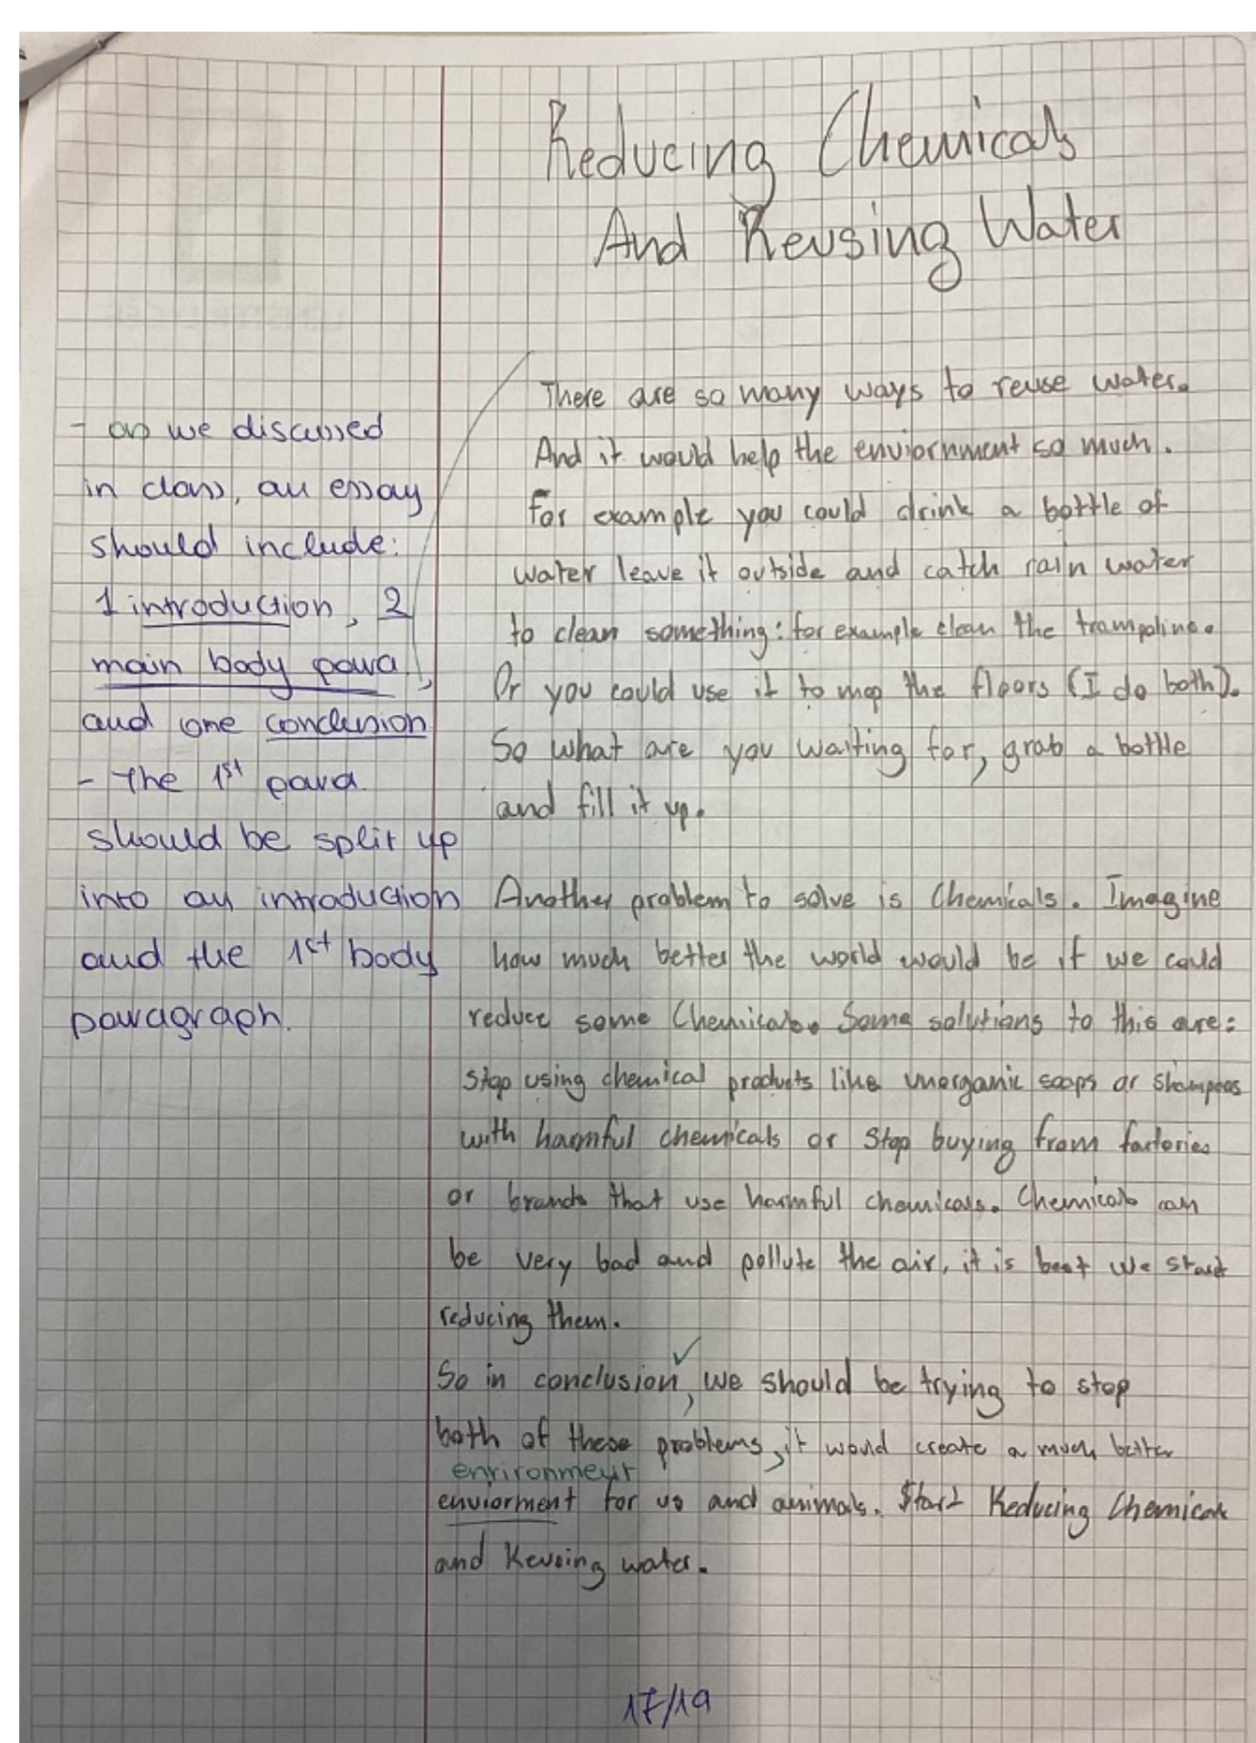 Reducing Chemicals
And Reusing Water
- as we discussed
in class, an essay
should include:
1 introduction, 2
main body para.,
and one conclusion
- the 1st para.
should be split up
into an introduction
and the 1st body
paragraph.
There are so many ways to reuse water.
And it would help the enviornment so much.
For example you could drink a bottle of
water leave it outside and catch rain water
to clean something: for example clean the trampoline.
Or you could use it to mop the floors (I do both).
So what are you waiting for, grab a bottle
and fill it up.
Another problem to solve is Chemicals. Imagine
how much better the world would be if we could
reduce some Chemicals. Some solutions to this are:
stop using chemical products like unorganic soaps or shampoos
with harmful chemicals or stop buying from factories
or brands that use harmful chemicals. Chemicals can
be very bad and pollute the air, it is best we start
reducing them.
So in conclusion, we should be trying to stop
both of these problems, it would create a much better
environment
enviorment for us and animals. Start Reducing Chemicals
and Reusing water.
17/19